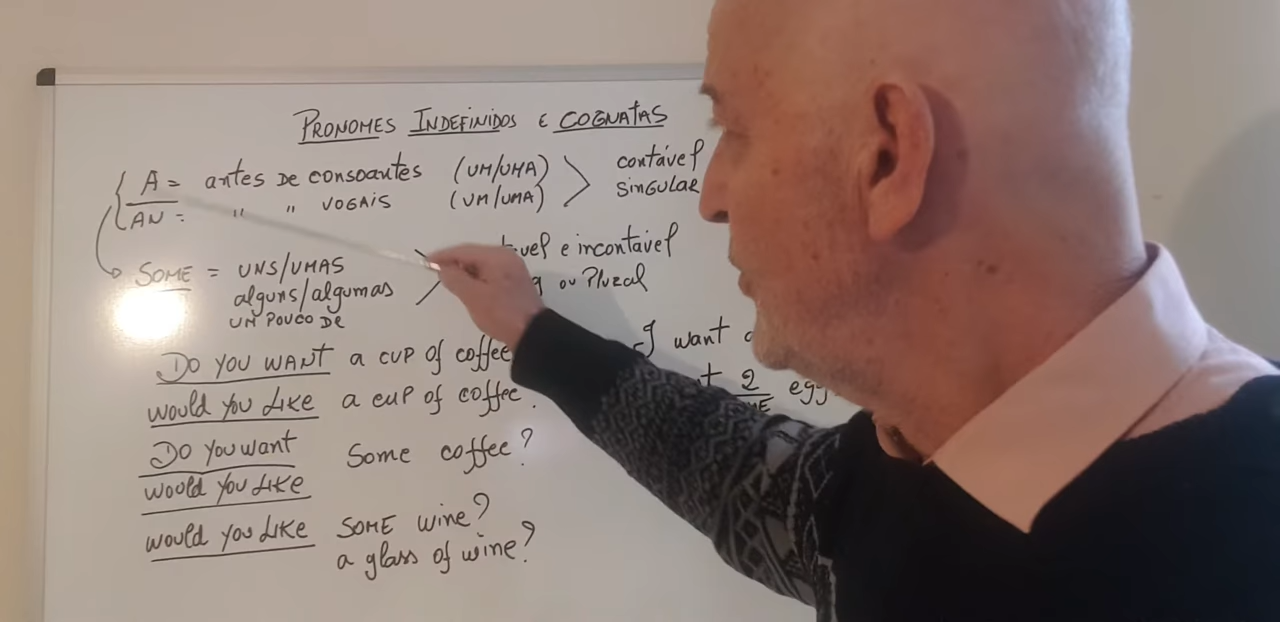 PRONOMES INDEFINIDOS E COGNATAS
A = antes DE consoantes (UM/UMA) contável
AN = " " VOGAIS (UM/UMA) SINGULAR
SOME = UNS/UMAS e incontável
alguns/algumas ou Plural
UM POUCO DE
DO YOU WANT a cup of coffee I want
would you like a cup of coffee? 2 egg
DO YOU want Some coffee?
would you like
would you like SOME wine?
a glass of wine?